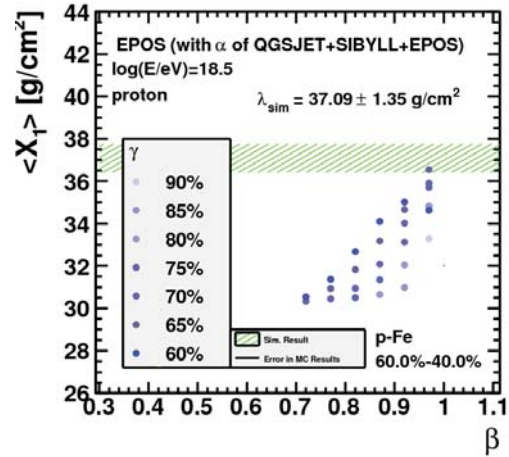 44
42
40
38
36
34
32
30
28
26
<X₁> [g/cm²]
EPOS (with α of QGSJET+SIBYLL+EPOS)
log(E/eV)=18.5
proton
λsim = 37.09 ± 1.35 g/cm²
γ
90%
85%
80%
75%
70%
65%
60%
Sim. Result
Error in MC Results
p-Fe
60.0%-40.0%
0.3 0.4 0.5 0.6 0.7 0.8 0.9 1 1.1
β